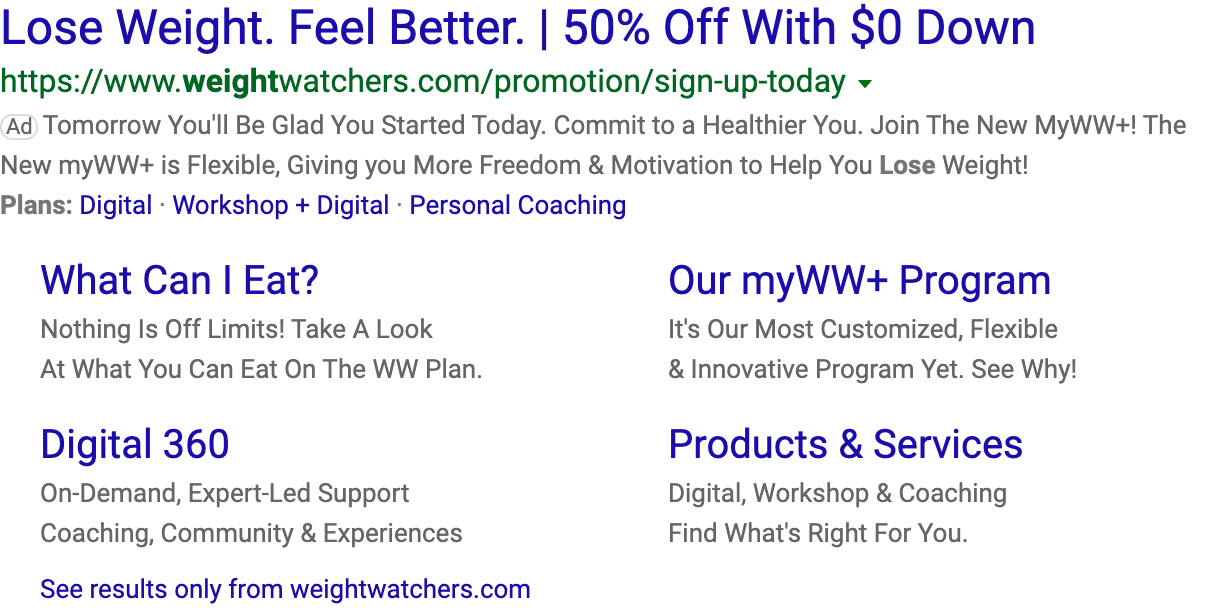 Lose Weight. Feel Better. | 50% Off With $0 Down
https://www.weightwatchers.com/promotion/sign-up-today
Ad Tomorrow You'll Be Glad You Started Today. Commit to a Healthier You. Join The New MyWW+! The
New myWW+ is Flexible, Giving you More Freedom & Motivation to Help You Lose Weight!
Plans: Digital · Workshop + Digital · Personal Coaching
What Can I Eat?
Nothing Is Off Limits! Take A Look
At What You Can Eat On The WW Plan.
Our myWW+ Program
It's Our Most Customized, Flexible
& Innovative Program Yet. See Why!
Digital 360
On-Demand, Expert-Led Support
Coaching, Community & Experiences
Products & Services
Digital, Workshop & Coaching
Find What's Right For You.
See results only from weightwatchers.com